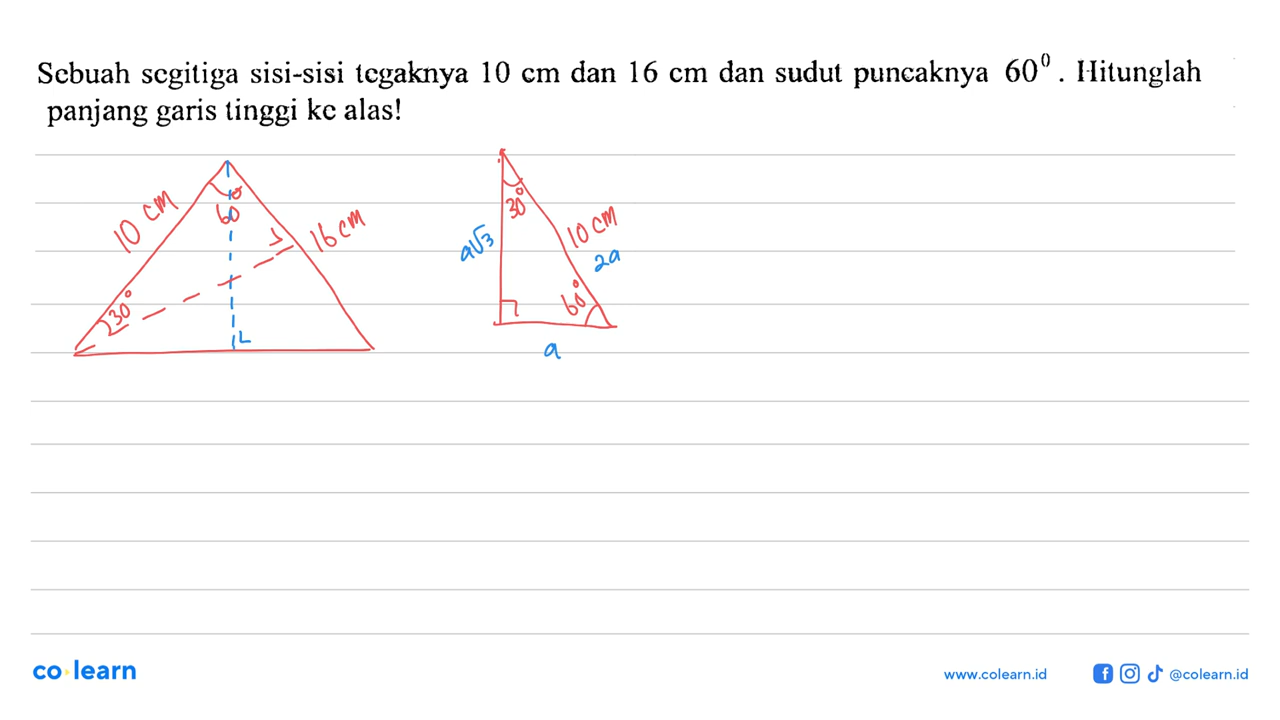 Sebuah segitiga sisi-sisi tegaknya 10 cm dan 16 cm dan sudut puncaknya 60⁰ . Hitunglah
panjang garis tinggi ke alas!
10 cm
60°
16 cm
30°
30°
a√3
10 cm
2a
60°
a
co learn
www.colearn.id
@colearn.id